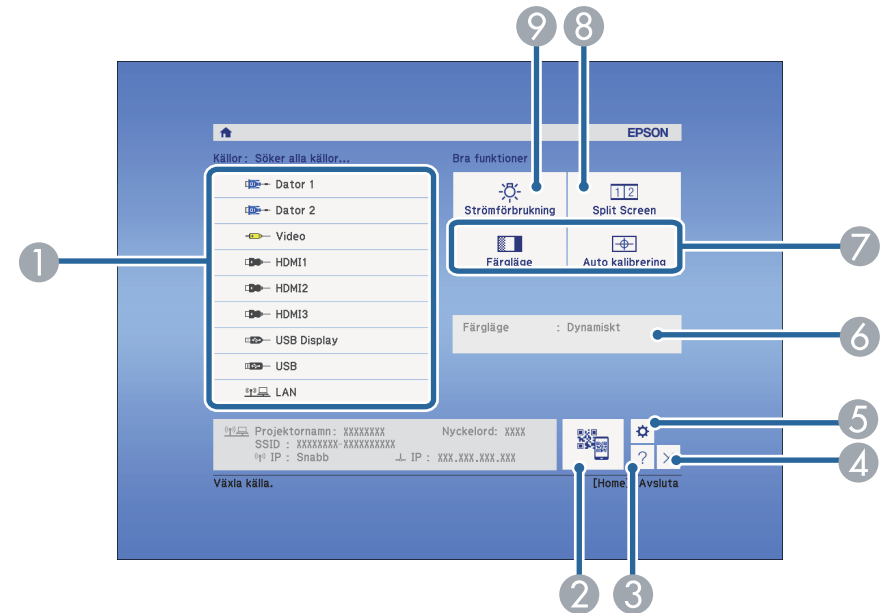 9 8
EPSON
Källor: Söker alla källor...
Bra funktioner
Dator 1
Dator 2
Video
HDMI1
HDMI2
HDMI3
USB Display
USB
LAN
Strömförbrukning
1 2
Split Screen
Färgläge
Auto kalibrering
7
1
Färgläge : Dynamiskt
6
Projektornamn: XXXXXXXX Nyckelord: XXXX
SSID : XXXXXXXX-XXXXXXXXXX
IP : Snabb IP : XXX.XXX.XXX.XXX
5
? >
4
Växla källa.
[Home] Avsluta
2 3